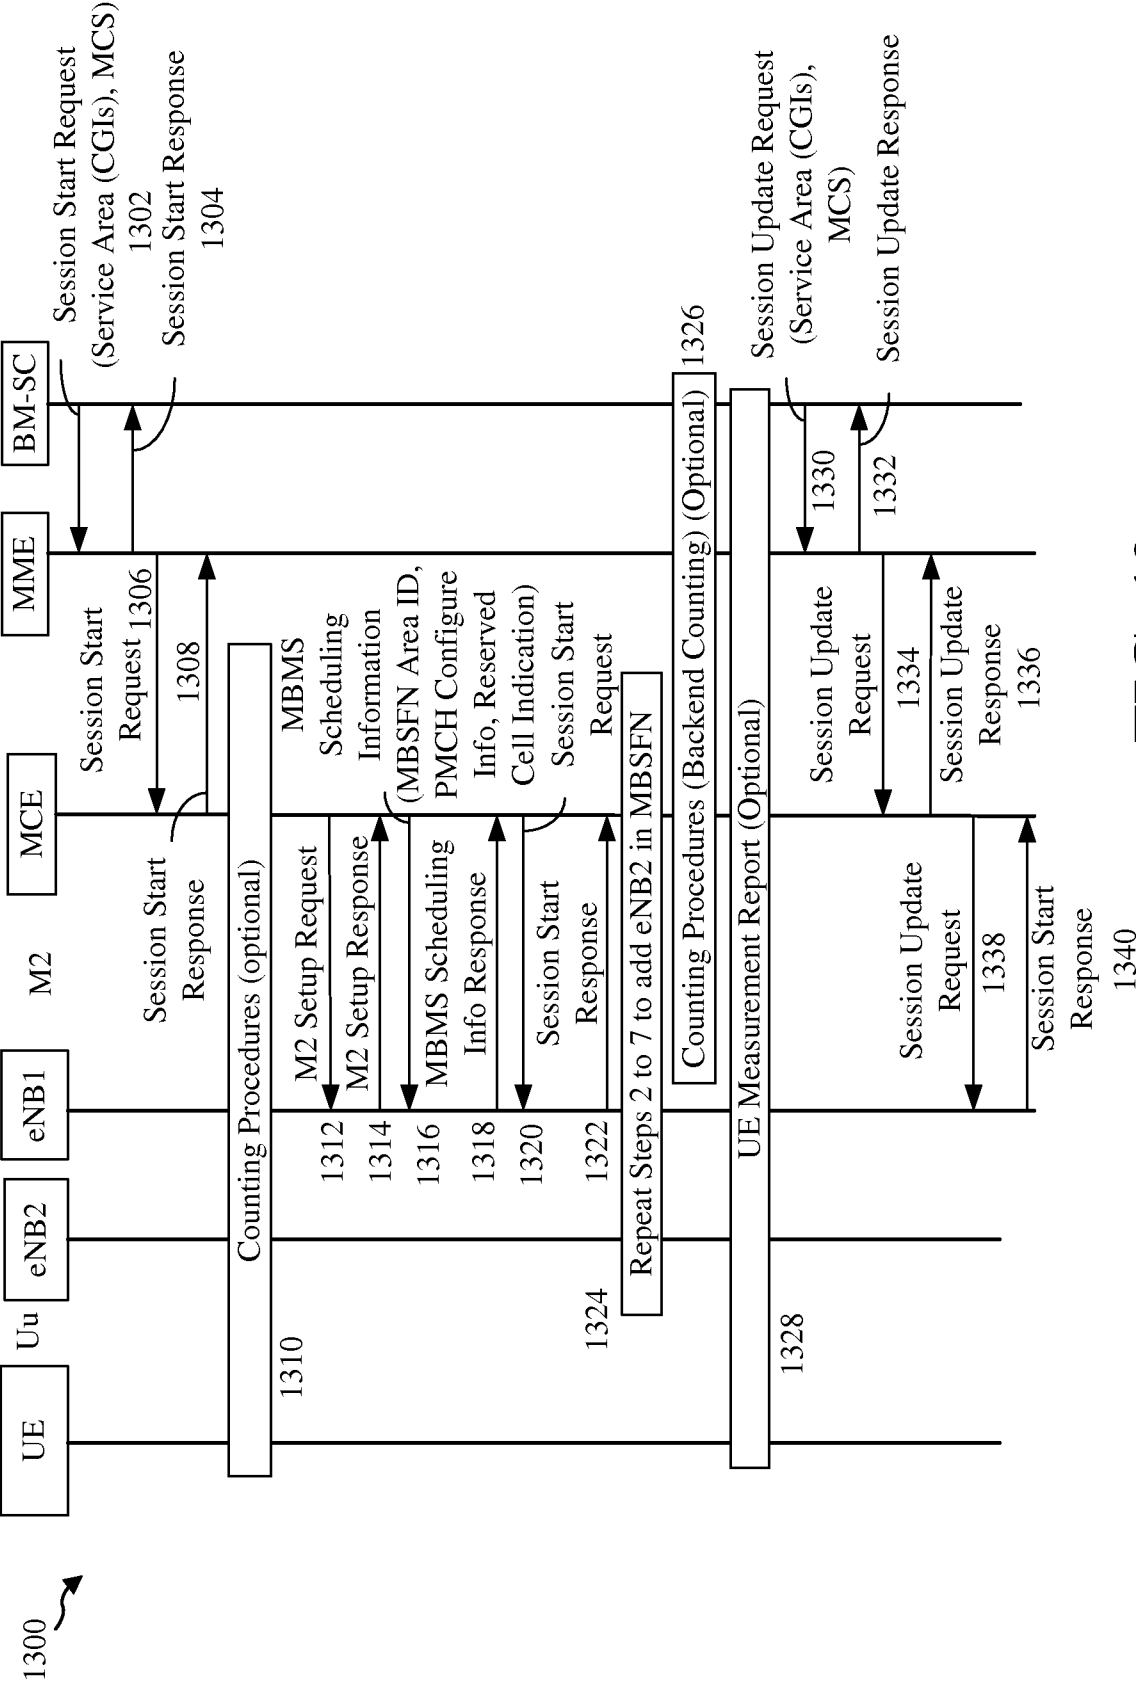 1300
UE
Uu
eNB2
eNB1
M2
MCE
MME
BM-SC
Session Start Request
(Service Area (CGIs), MCS)
1302
Session Start Response
1304
Session Start
Request
1306
1308
Session Start
Response
Counting Procedures (optional)
1310
MBMS
Scheduling
Information
(MBSFN Area ID,
PMCH Configure
Info, Reserved
Cell Indication)
Session Start
Request
M2 Setup Request
1312
M2 Setup Response
1314
1316
MBMS Scheduling
Info Response
1318
1320
Session Start
Response
1322
Repeat Steps 2 to 7 to add eNB2 in MBSFN
1324
Counting Procedures (Backend Counting) (Optional)
1326
UE Measurement Report (Optional)
1328
Session Update Request
(Service Area (CGIs),
MCS)
1330
Session Update Response
1332
Session Update
Request
1334
Session Update
Response
1336
Session Update
Request
1338
Session Start
Response
1340